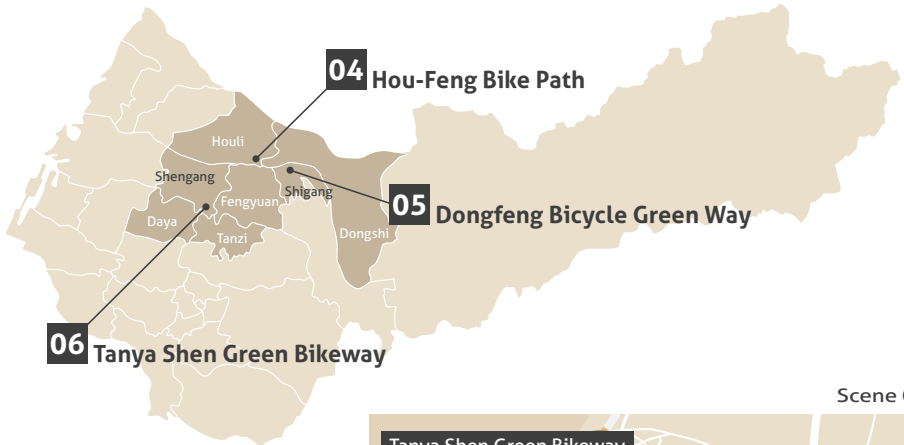 04 Hou-Feng Bike Path
Houli
Shengang
Fengyuan
Shigang
05 Dongfeng Bicycle Green Way
Daya
Tanzi
Dongshi
06 Tanya Shen Green Bikeway
Scene
Tanya Shen Green Bikeway